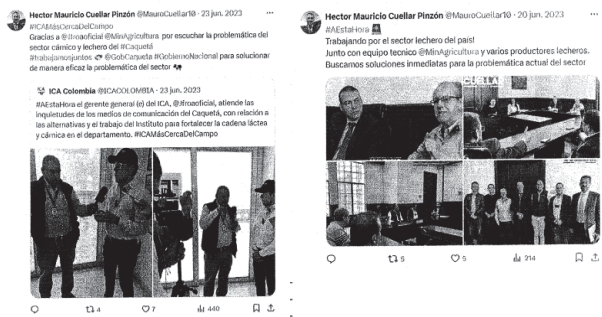 Hector Mauricio Cuellar Pinzón @MauroCuellar10 · 23 jun. 2023
#ICAMásCercaDelCampo
Gracias a @jfroaoficial @MinAgricultura por escuchar la problemática del
sector cárnico y lechero del #Caquetá
#trabajamosjuntos @GobCaqueta #GobiernoNacional para solucionar
de manera eficaz la problemática del sector
ICA Colombia @ICACOLOMBIA · 23 jun. 2023
#AEstaHora el gerente general (e) del ICA, @jfroaoficial, atiende las
inquietudes de los medios de comunicación del Caquetá, con relación a
las alternativas y el trabajo del Instituto para fortalecer la cadena láctea
y cárnica en el departamento. #ICAMásCercaDelCampo
4
7
440
Hector Mauricio Cuellar Pinzón @MauroCuellar10 · 20 jun. 2023
#AEstaHora
Trabajando por el sector lechero del país!
Junto con equipo tecnico @MinAgricultura y varios productores lecheros.
Buscamos soluciones inmediatas para la problemática actual del sector
CUELLAR
5
5
214